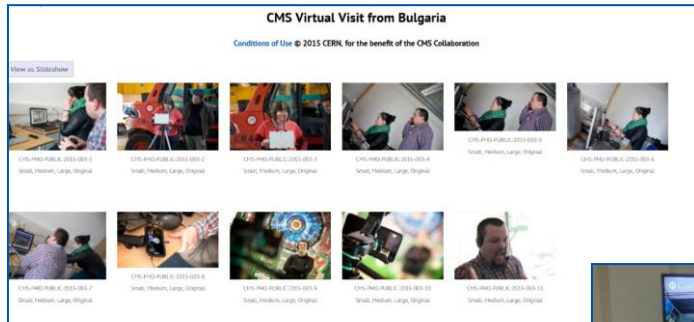 CMS Virtual Visit from Bulgaria
Conditions of Use © 2015 CERN, for the benefit of the CMS Collaboration
View as Slideshow
CMS-PHO-PUBLIC-2015-003-1
CMS-PHO-PUBLIC-2015-003-2
CMS-PHO-PUBLIC-2015-003-3
CMS-PHO-PUBLIC-2015-003-4
CMS-PHO-PUBLIC-2015-003-5
CMS-PHO-PUBLIC-2015-003-6
Small, Medium, Large, Original
Small, Medium, Large, Original
Small, Medium, Large, Original
Small, Medium, Large, Original
Small, Medium, Large, Original
Small, Medium, Large, Original
CMS-PHO-PUBLIC-2015-003-7
CMS-PHO-PUBLIC-2015-003-8
CMS-PHO-PUBLIC-2015-003-9
CMS-PHO-PUBLIC-2015-003-10
CMS-PHO-PUBLIC-2015-003-11
Small, Medium, Large, Original
Small, Medium, Large, Original
Small, Medium, Large, Original
Small, Medium, Large, Original
Small, Medium, Large, Original